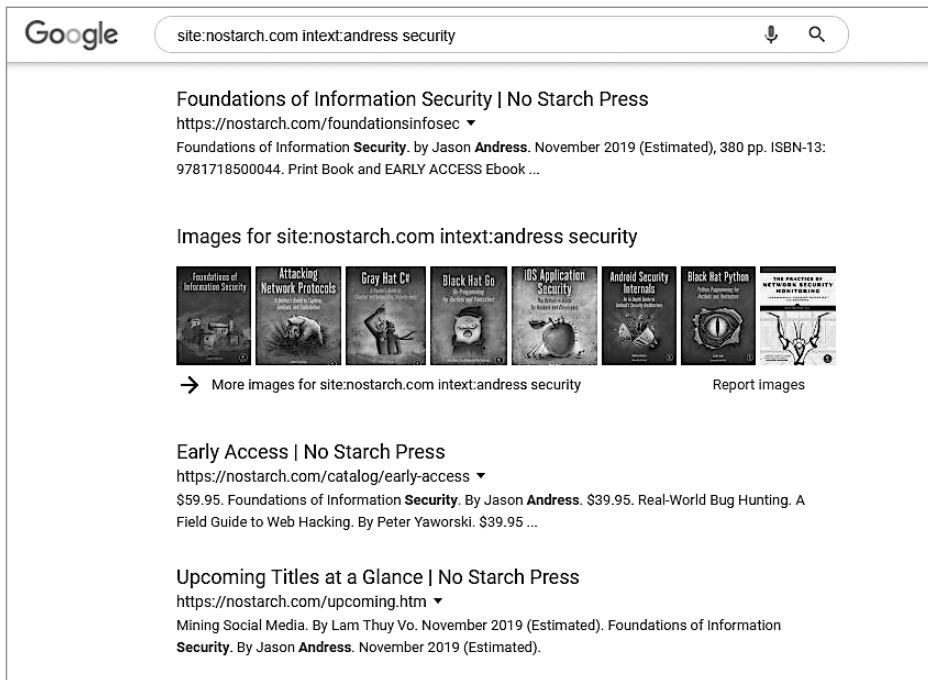 Google
site:nostarch.com intext:andress security
Foundations of Information Security | No Starch Press
https://nostarch.com/foundationsinfosec
Foundations of Information Security. by Jason Andress. November 2019 (Estimated), 380 pp. ISBN-13:
9781718500044. Print Book and EARLY ACCESS Ebook ...
Images for site:nostarch.com intext:andress security
Foundations of
Information Security
Attacking
Network Protocols
Gray Hat C#
Black Hat Go
iOS Application
Security
Android Security
Internals
Black Hat Python
THE PRACTICE OF
NETWORK SECURITY
MONITORING
More images for site:nostarch.com intext:andress security
Report images
Early Access | No Starch Press
https://nostarch.com/catalog/early-access
$59.95. Foundations of Information Security. By Jason Andress. $39.95. Real-World Bug Hunting. A
Field Guide to Web Hacking. By Peter Yaworski. $39.95 ...
Upcoming Titles at a Glance | No Starch Press
https://nostarch.com/upcoming.htm
Mining Social Media. By Lam Thuy Vo. November 2019 (Estimated). Foundations of Information
Security. By Jason Andress. November 2019 (Estimated).